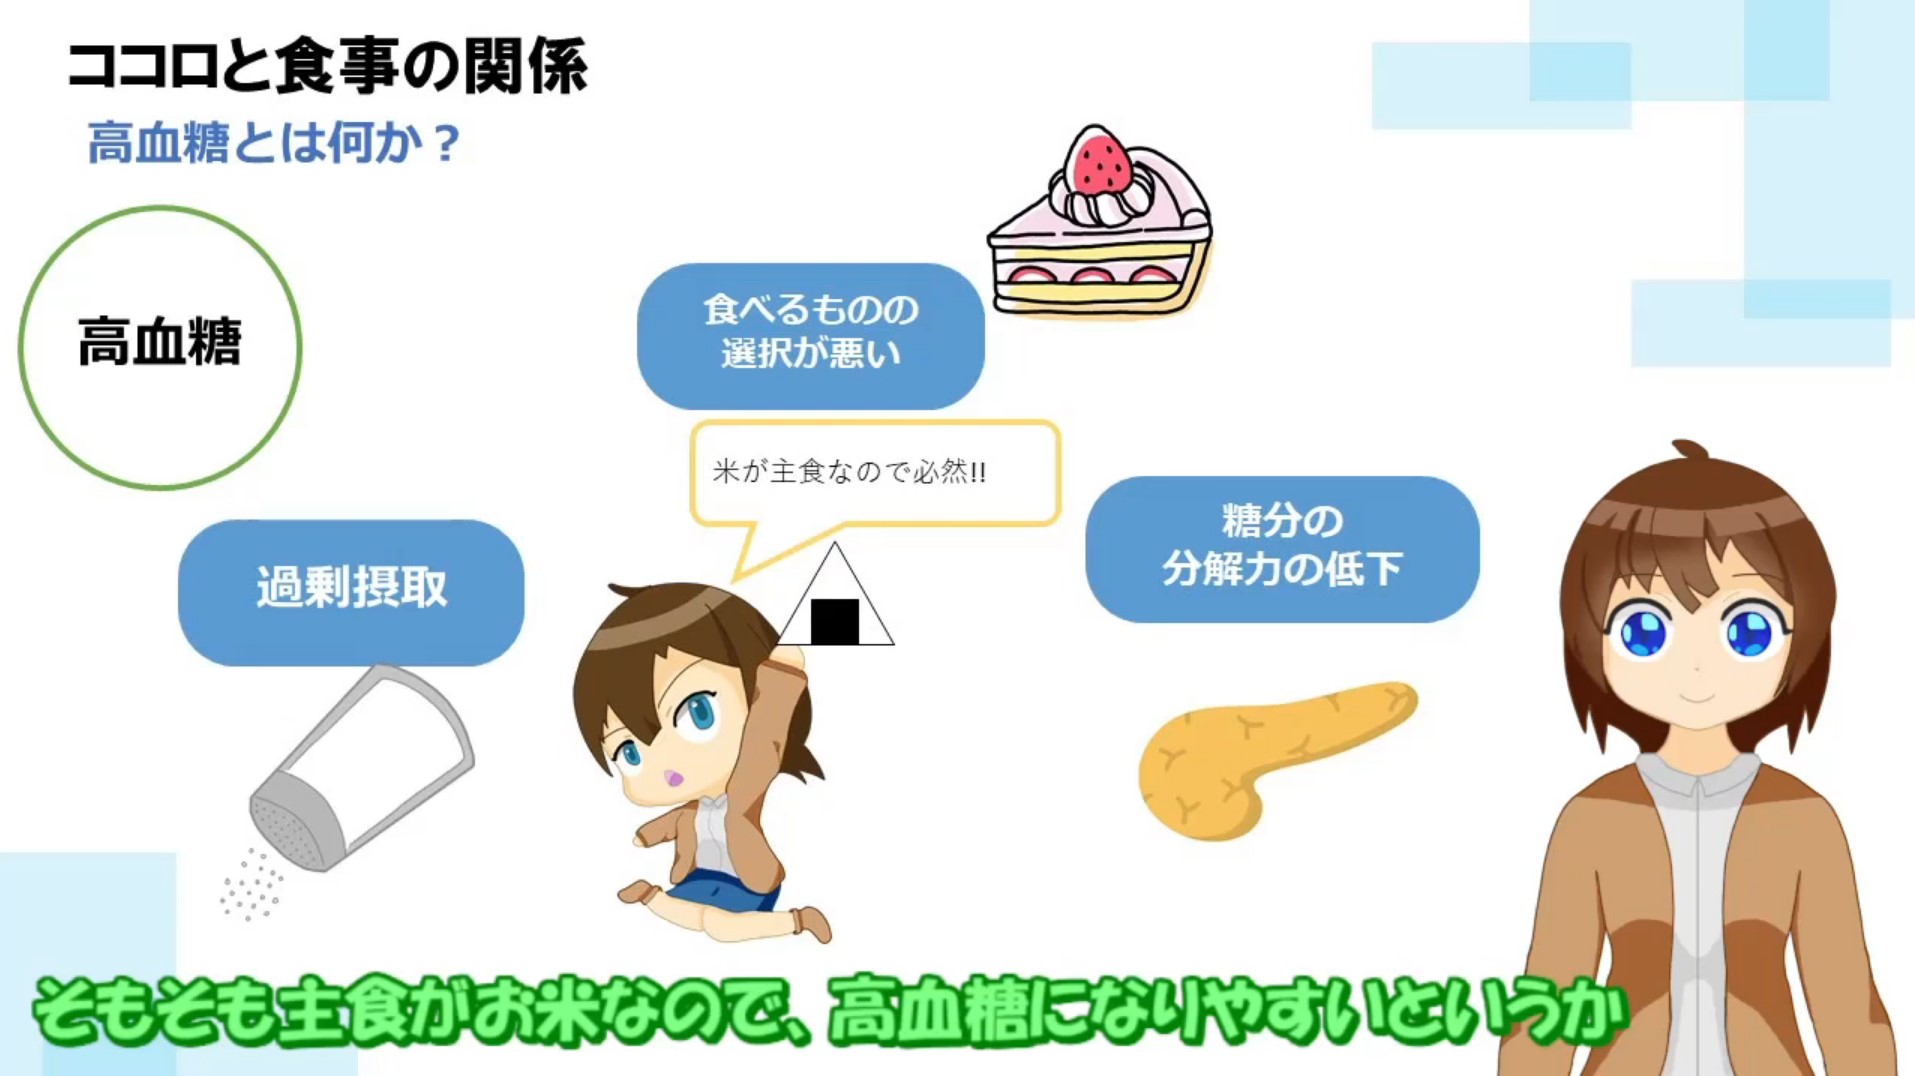 ココロと食事の関係
高血糖とは何か？
高血糖
食べるものの
選択が悪い
米が主食なので必然!!
過剰摂取
糖分の
分解力の低下
そもそも主食がお米なので、高血糖になりやすいというか